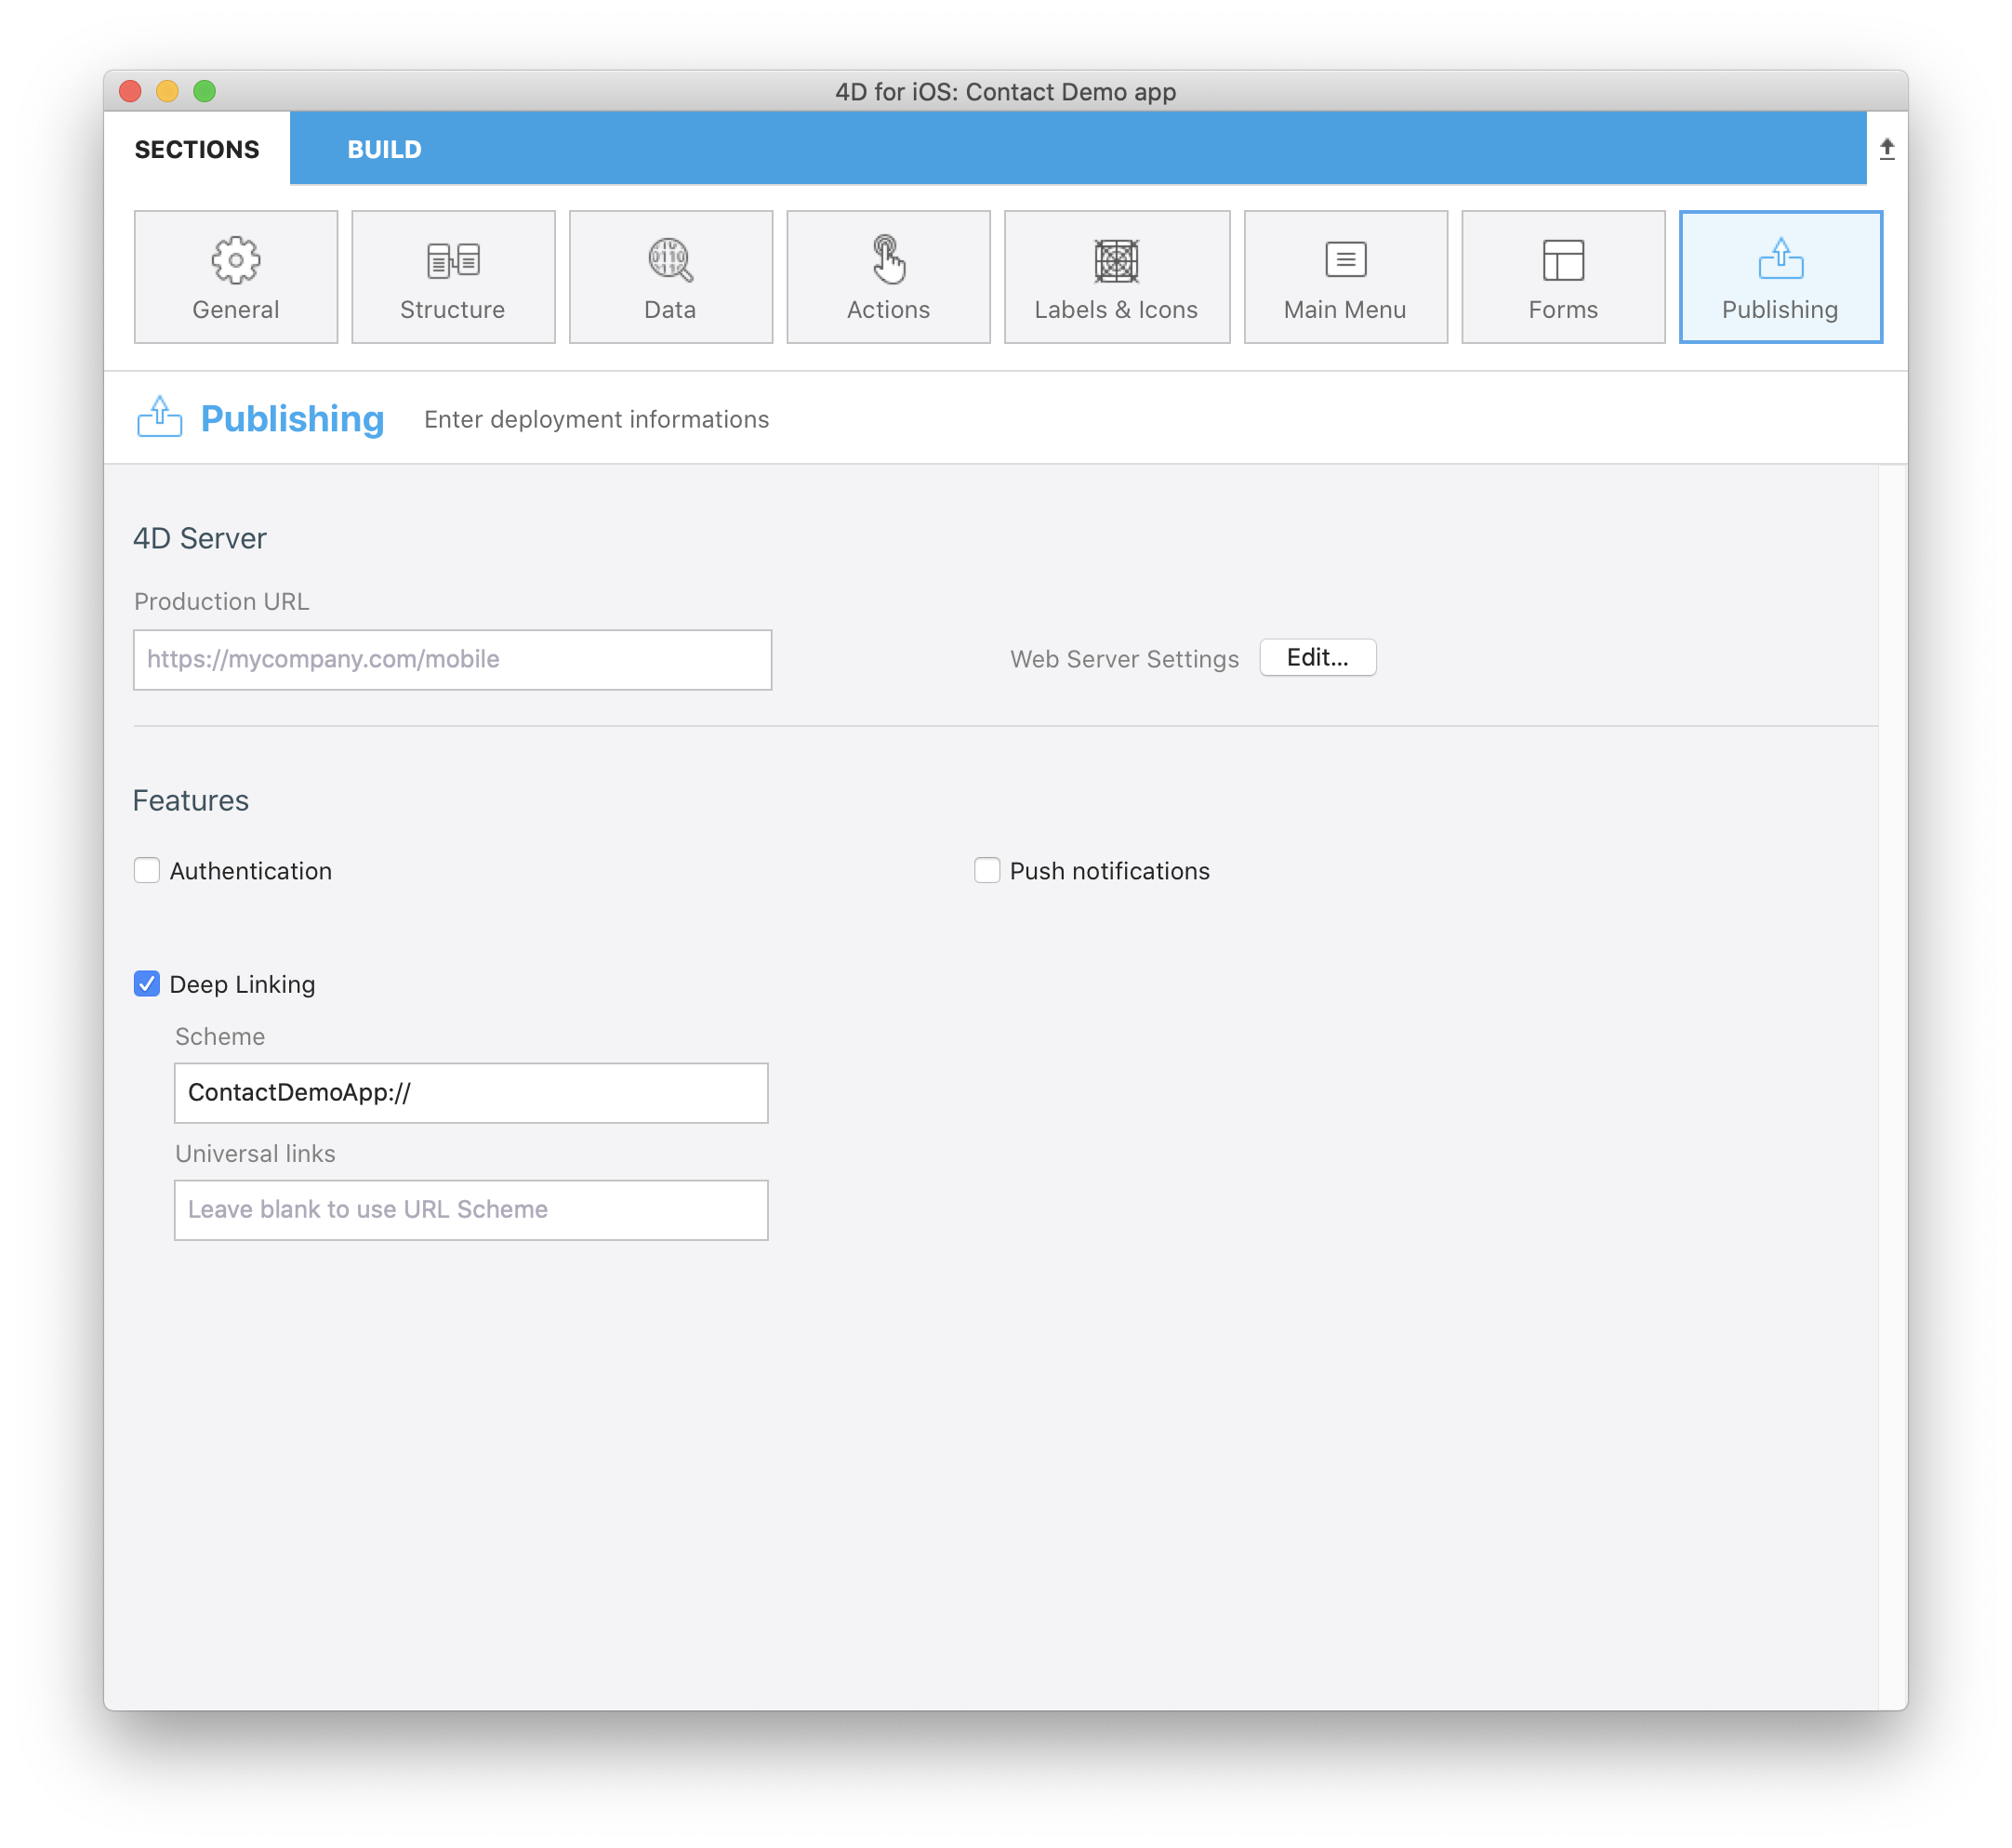 4D for iOS: Contact Demo app
SECTIONS BUILD
General Structure Data Actions Labels & Icons Main Menu Forms Publishing
Publishing Enter deployment informations
4D Server
Production URL
https://mycompany.com/mobile Web Server Settings Edit...
Features
Authentication Push notifications
Deep Linking
Scheme
ContactDemoApp://
Universal links
Leave blank to use URL Scheme